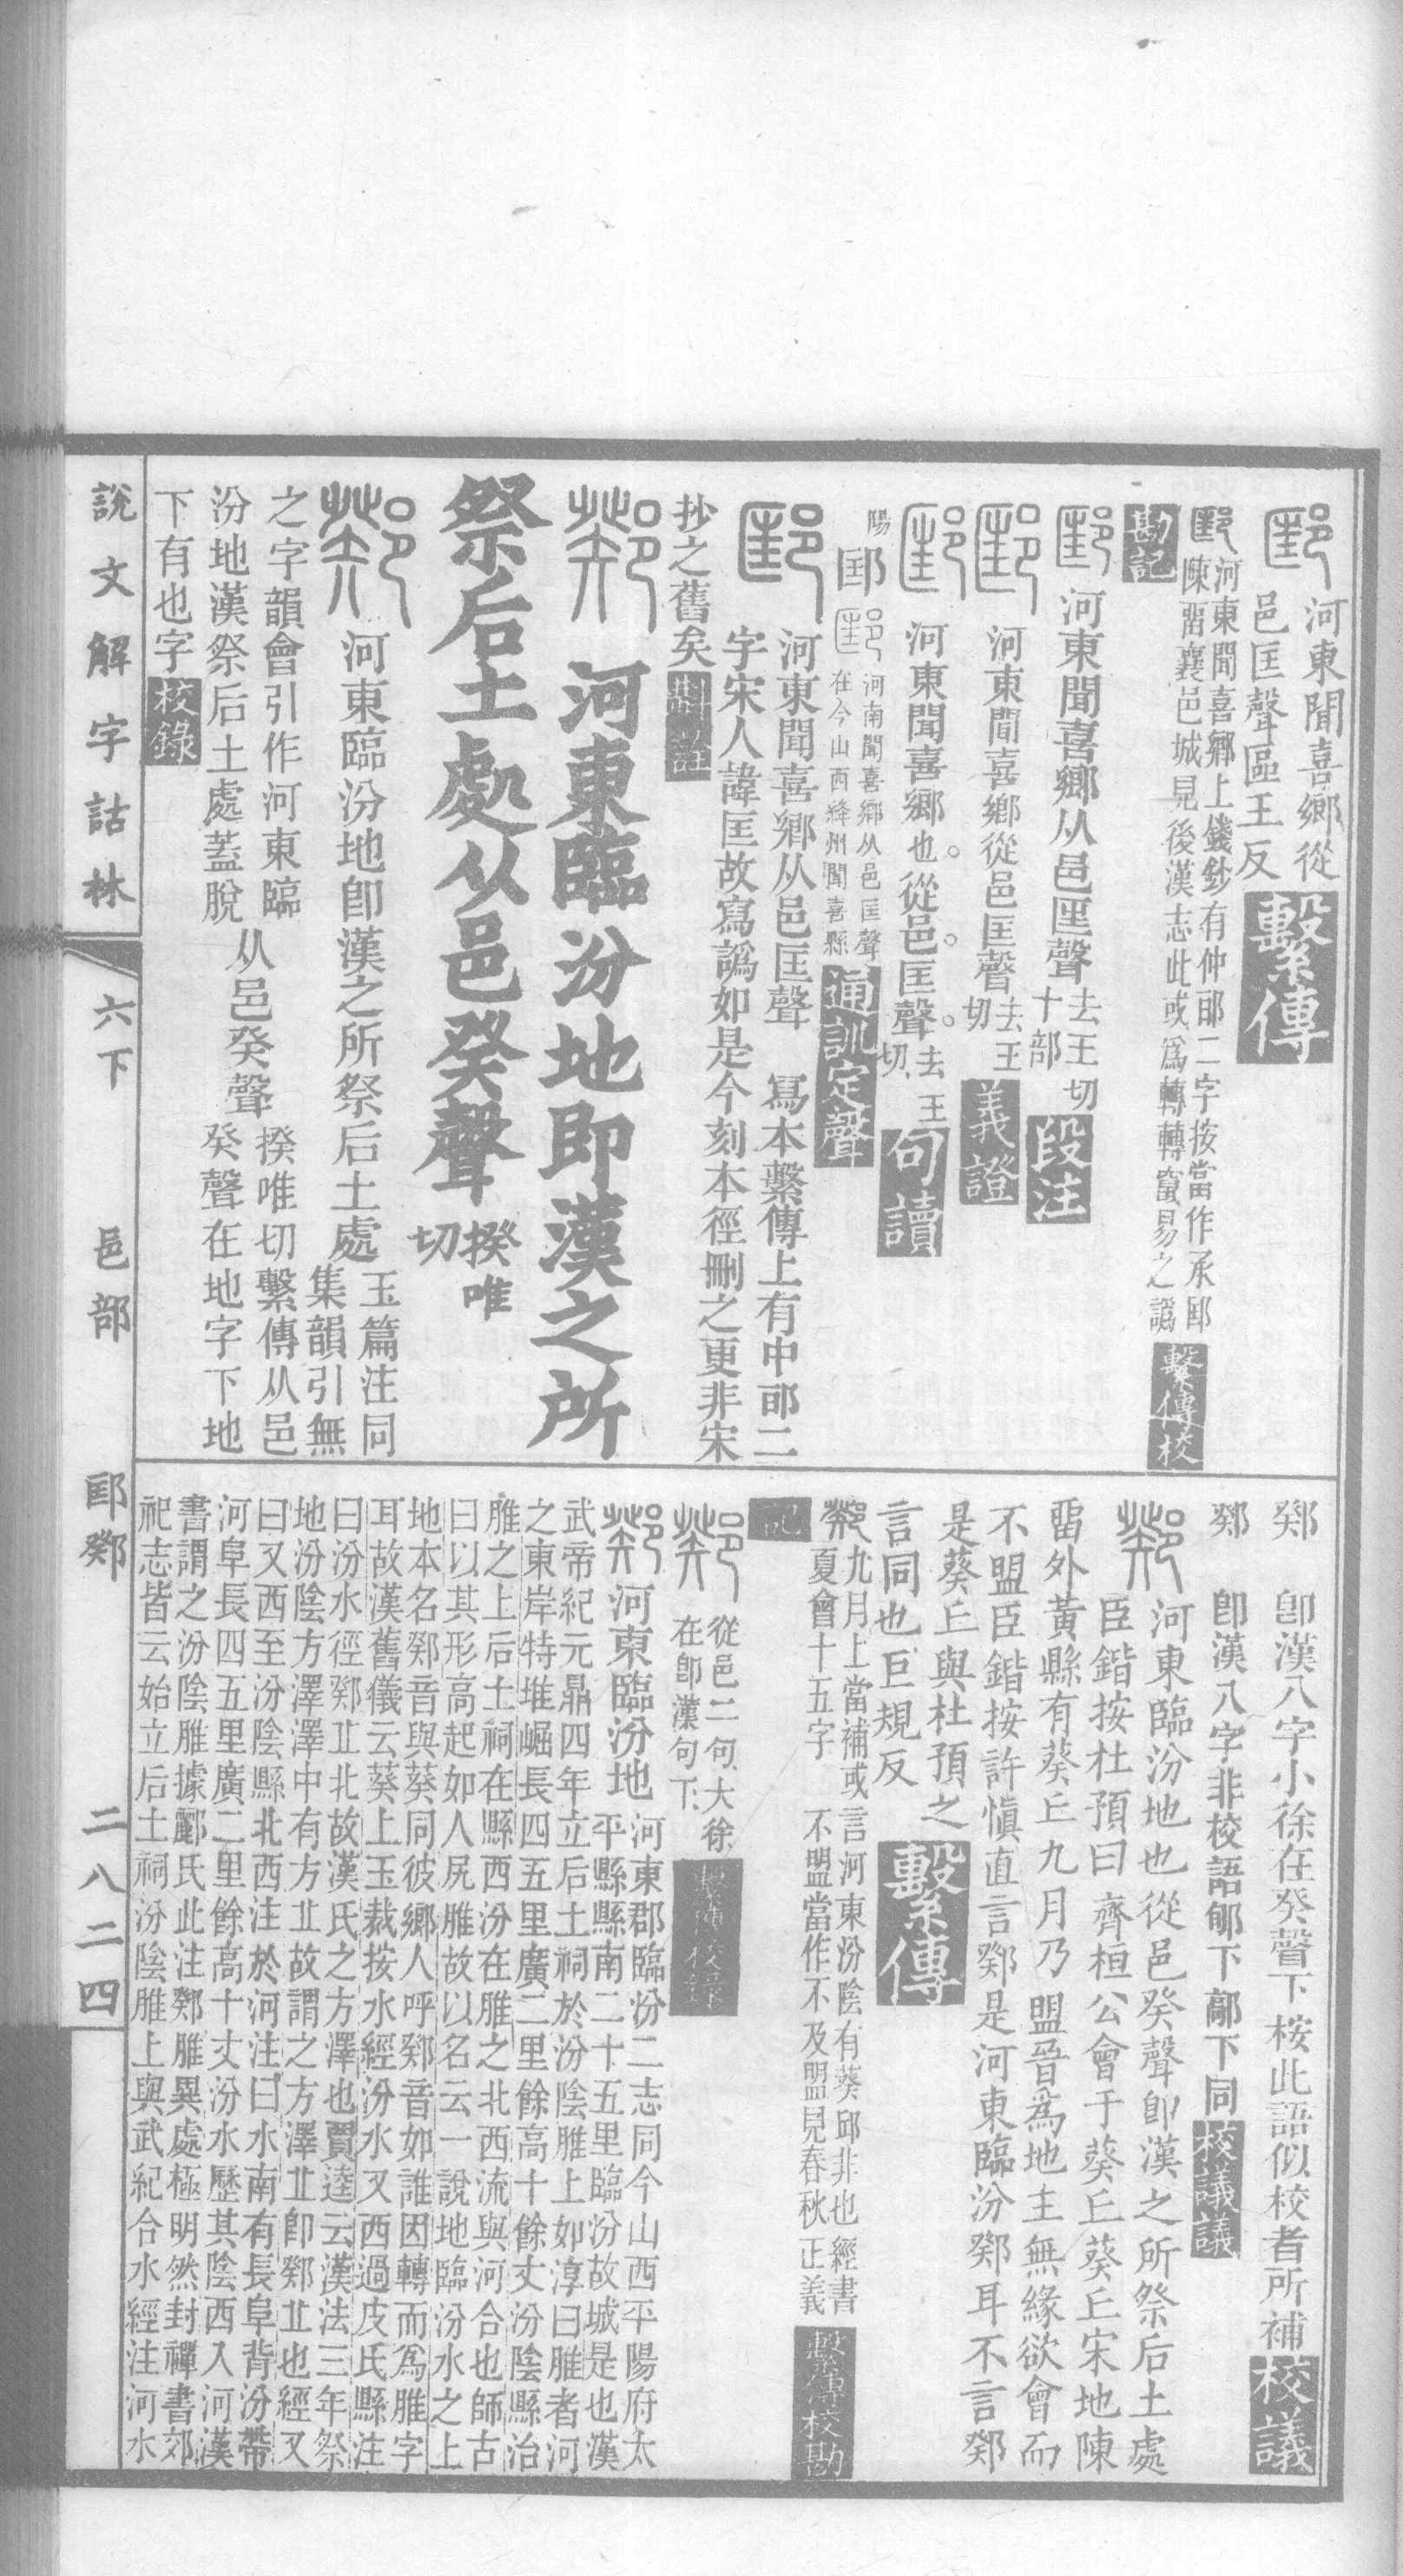 邼 河東聞喜鄉從
邑匡聲區王反 繫傳
邼 河東聞喜鄉上錢鈔有仲郖二字按當作承邼
陳畱襄邑城見後漢志此或爲轉轉竄易之譌 繫傳校
勘記
邼 河東聞喜鄉从邑匡聲 去王切
十部 段注
邼 河東聞喜鄉從邑匡聲 去王
切 義證
邼 河東聞喜鄉也從邑匡聲 去王
切 句讀
陽
邼 邼 河南聞喜鄉从邑匡聲
在今山西絳州聞喜縣 通訓定聲
邼 河東聞喜鄉从邑匡聲 寫本繫傳上有中郖二
字宋人諱匡故寫譌如是今刻本徑刪之更非宋
抄之舊矣 斠詮
鄈 河東臨汾地即漢之所
祭后土處从邑癸聲 揆唯
切
鄈 河東臨汾地卽漢之所祭后土處 玉篇注同
集韻引無
之字韻會引作河東臨
汾地漢祭后土處蓋脫
从邑癸聲 揆唯切繫傳从邑
癸聲在地字下地
下有也字 校錄
說文解字詁林 六下 邑部 邼鄈 二八二四
鄈 卽漢八字小徐在癸聲下桉此語似校者所補 校議
鄈 卽漢八字非校語郇下鄗下同 校議議
鄈 河東臨汾地也從邑癸聲卽漢之所祭后土處
臣鍇按杜預曰齊桓公會于葵丘葵丘宋地陳
畱外黃縣有葵丘九月乃盟晉爲地主無緣欲會而
不盟臣鍇按許慎直言鄈是河東臨汾鄈耳不言鄈
是葵丘與杜預之
言同也巨規反 繫傳
鄈 九月上當補或言河東汾陰有葵邱非也經書
夏會十五字 不盟當作不及盟見春秋正義 繫傳校勘
記
鄈 從邑二句大徐
在卽漢句下 繫傳校錄
鄈 河東臨汾地 河東郡臨汾二志同今山西平陽府太
平縣縣南二十五里臨汾故城是也漢
武帝紀元鼎四年立后土祠於汾陰脽上如淳曰脽者河
之東岸特堆崛長四五里廣二里餘高十餘丈汾陰縣治
脽之上后土祠在縣西汾在脽之北西流與河合也師古
曰以其形高起如人尻脽故以名云一說地臨汾水之上
地本名鄈音與葵同彼鄉人呼鄈音如誰因轉而爲脽字
耳故漢舊儀云葵上玉裁按水經汾水又西過皮氏縣注
曰汾水徑鄈丘北故漢氏之方澤也賈逵云漢法三年祭
地汾陰方澤澤中有方丘故謂之方澤丘卽鄈丘也經又
曰又西至汾陰縣北西注於河注曰水南有長阜背汾帶
河阜長四五里廣二里餘高十丈汾水歷其陰西入河漢
書謂之汾陰脽據酈氏此注鄈脽異處極明然封禪書郊
祀志皆云始立后土祠汾陰脽上與武紀合水經注河水